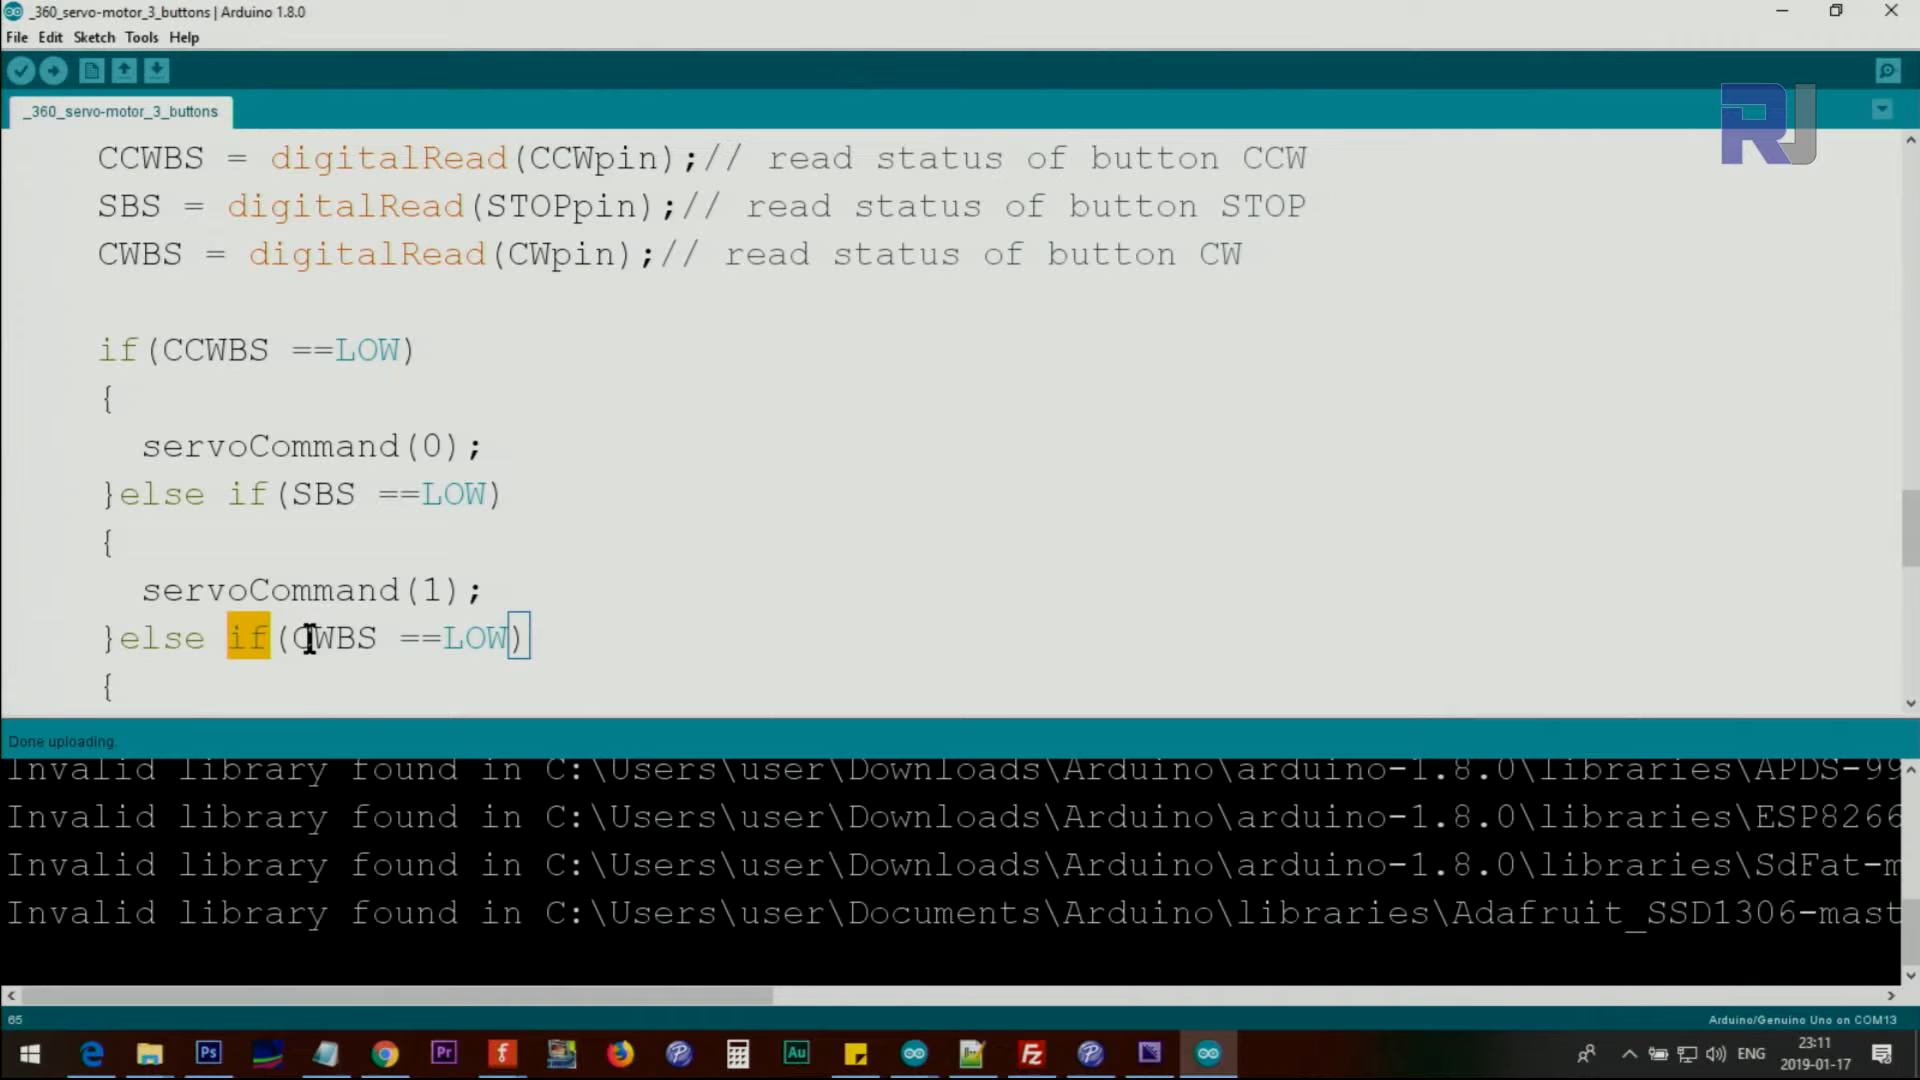 _360_servo-motor_3_buttons | Arduino 1.8.0
File Edit Sketch Tools Help
_360_servo-motor_3_buttons
RJ
CCWBS = digitalRead(CCWpin);// read status of button CCW
SBS = digitalRead(STOPpin);// read status of button STOP
CWBS = digitalRead(CWpin);// read status of button CW
if(CCWBS ==LOW)
{
servoCommand(0);
}else if(SBS ==LOW)
{
servoCommand(1);
}else if(CWBS ==LOW)
{
Done uploading.
Invalid library found in C:\Users\user\Downloads\Arduino\arduino-1.8.0\libraries\APDS-99
Invalid library found in C:\Users\user\Downloads\Arduino\arduino-1.8.0\libraries\ESP8266
Invalid library found in C:\Users\user\Downloads\Arduino\arduino-1.8.0\libraries\SdFat-m
Invalid library found in C:\Users\user\Documents\Arduino\libraries\Adafruit_SSD1306-mast
65
Arduino/Genuino Uno on COM13
Ps
Pr
Au
Fz
ENG
23:11
2019-01-17